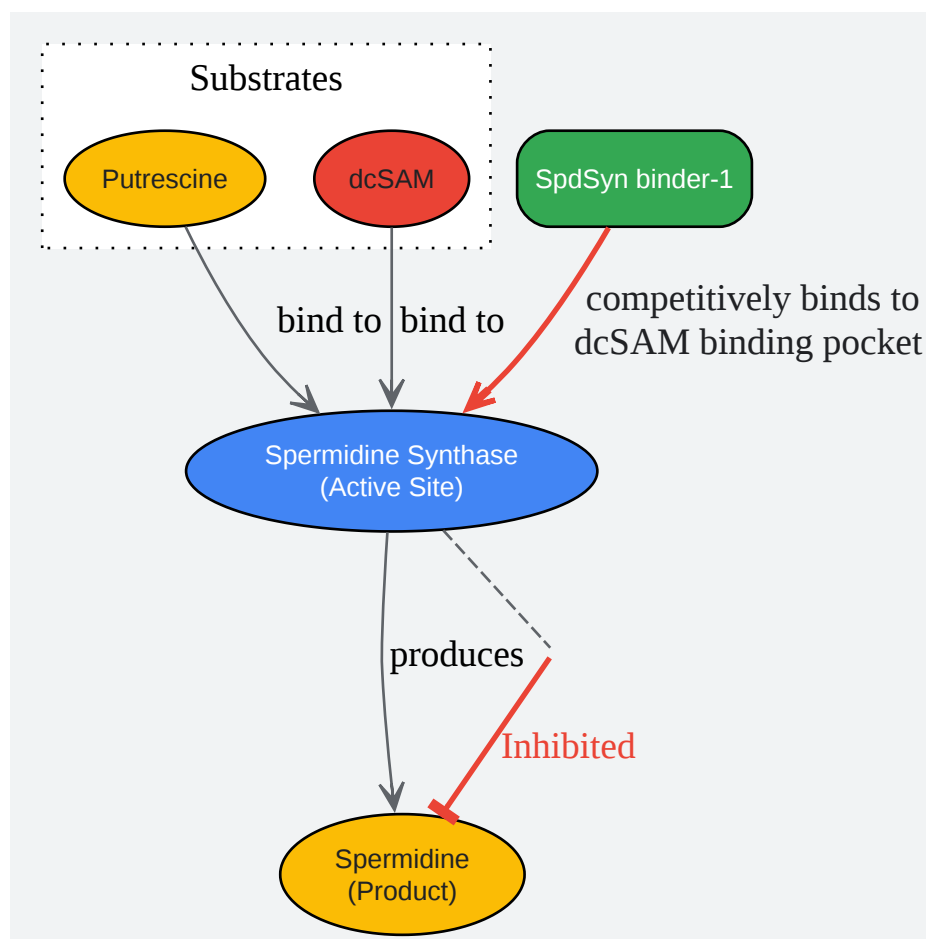 Substrates
Putrescine
dcSAM
SpdSyn binder-1
competitively binds to
dcSAM binding pocket
bind to
bind to
Spermidine Synthase
(Active Site)
produces
Inhibited
Spermidine
(Product)